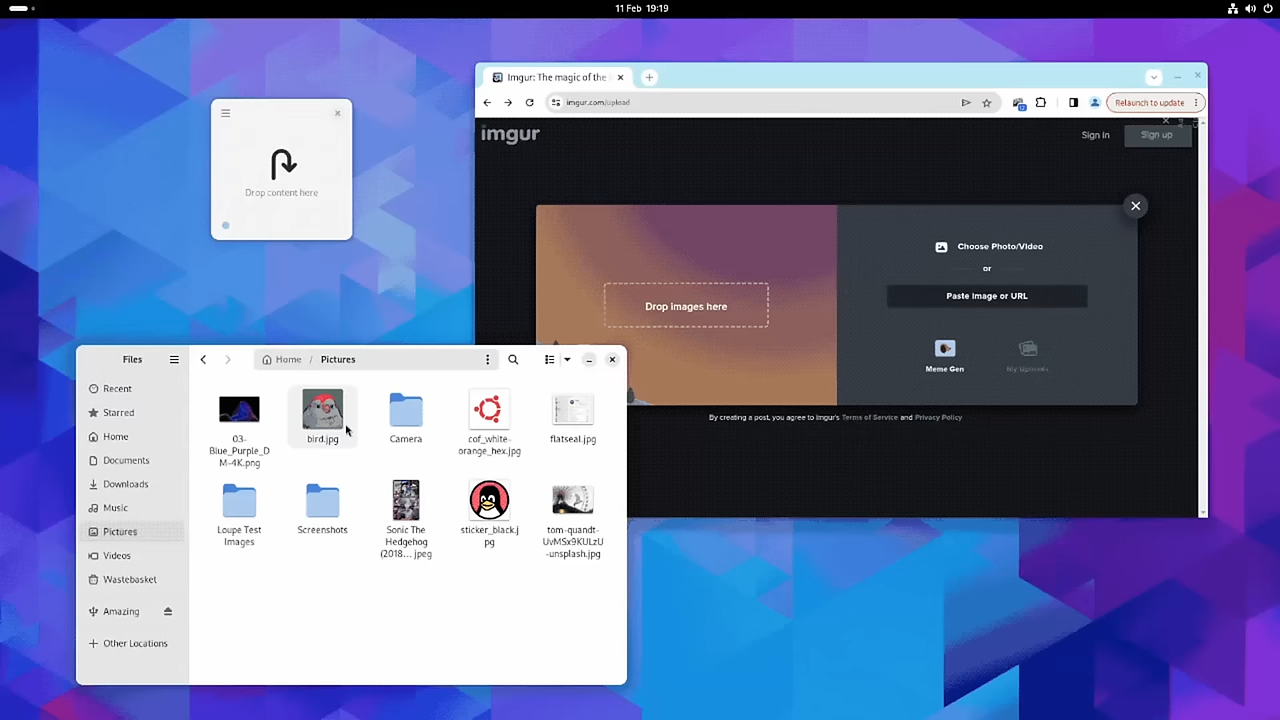 11 Feb 19:19
Imgur: The magic of the
imgur.com/upload
Relaunch to update
imgur
Sign in
Sign up
Drop content here
Choose Photo/Video
or
Paste image or URL
Drop images here
Meme Gen
My Uploads
By creating a post, you agree to Imgur's Terms of Service and Privacy Policy
Files
Home / Pictures
Recent
Starred
Home
Documents
Downloads
Music
Pictures
Videos
Wastebasket
Amazing
Other Locations
03-
Blue_Purple_D
M-4K.png
bird.jpg
Camera
cof_white-
orange_hex.jpg
flatseal.jpg
Loupe Test
Images
Screenshots
Sonic The
Hedgehog
(2018... .jpeg
sticker_black.j
pg
tom-quandt-
UvMSx9KULzU
-unsplash.jpg